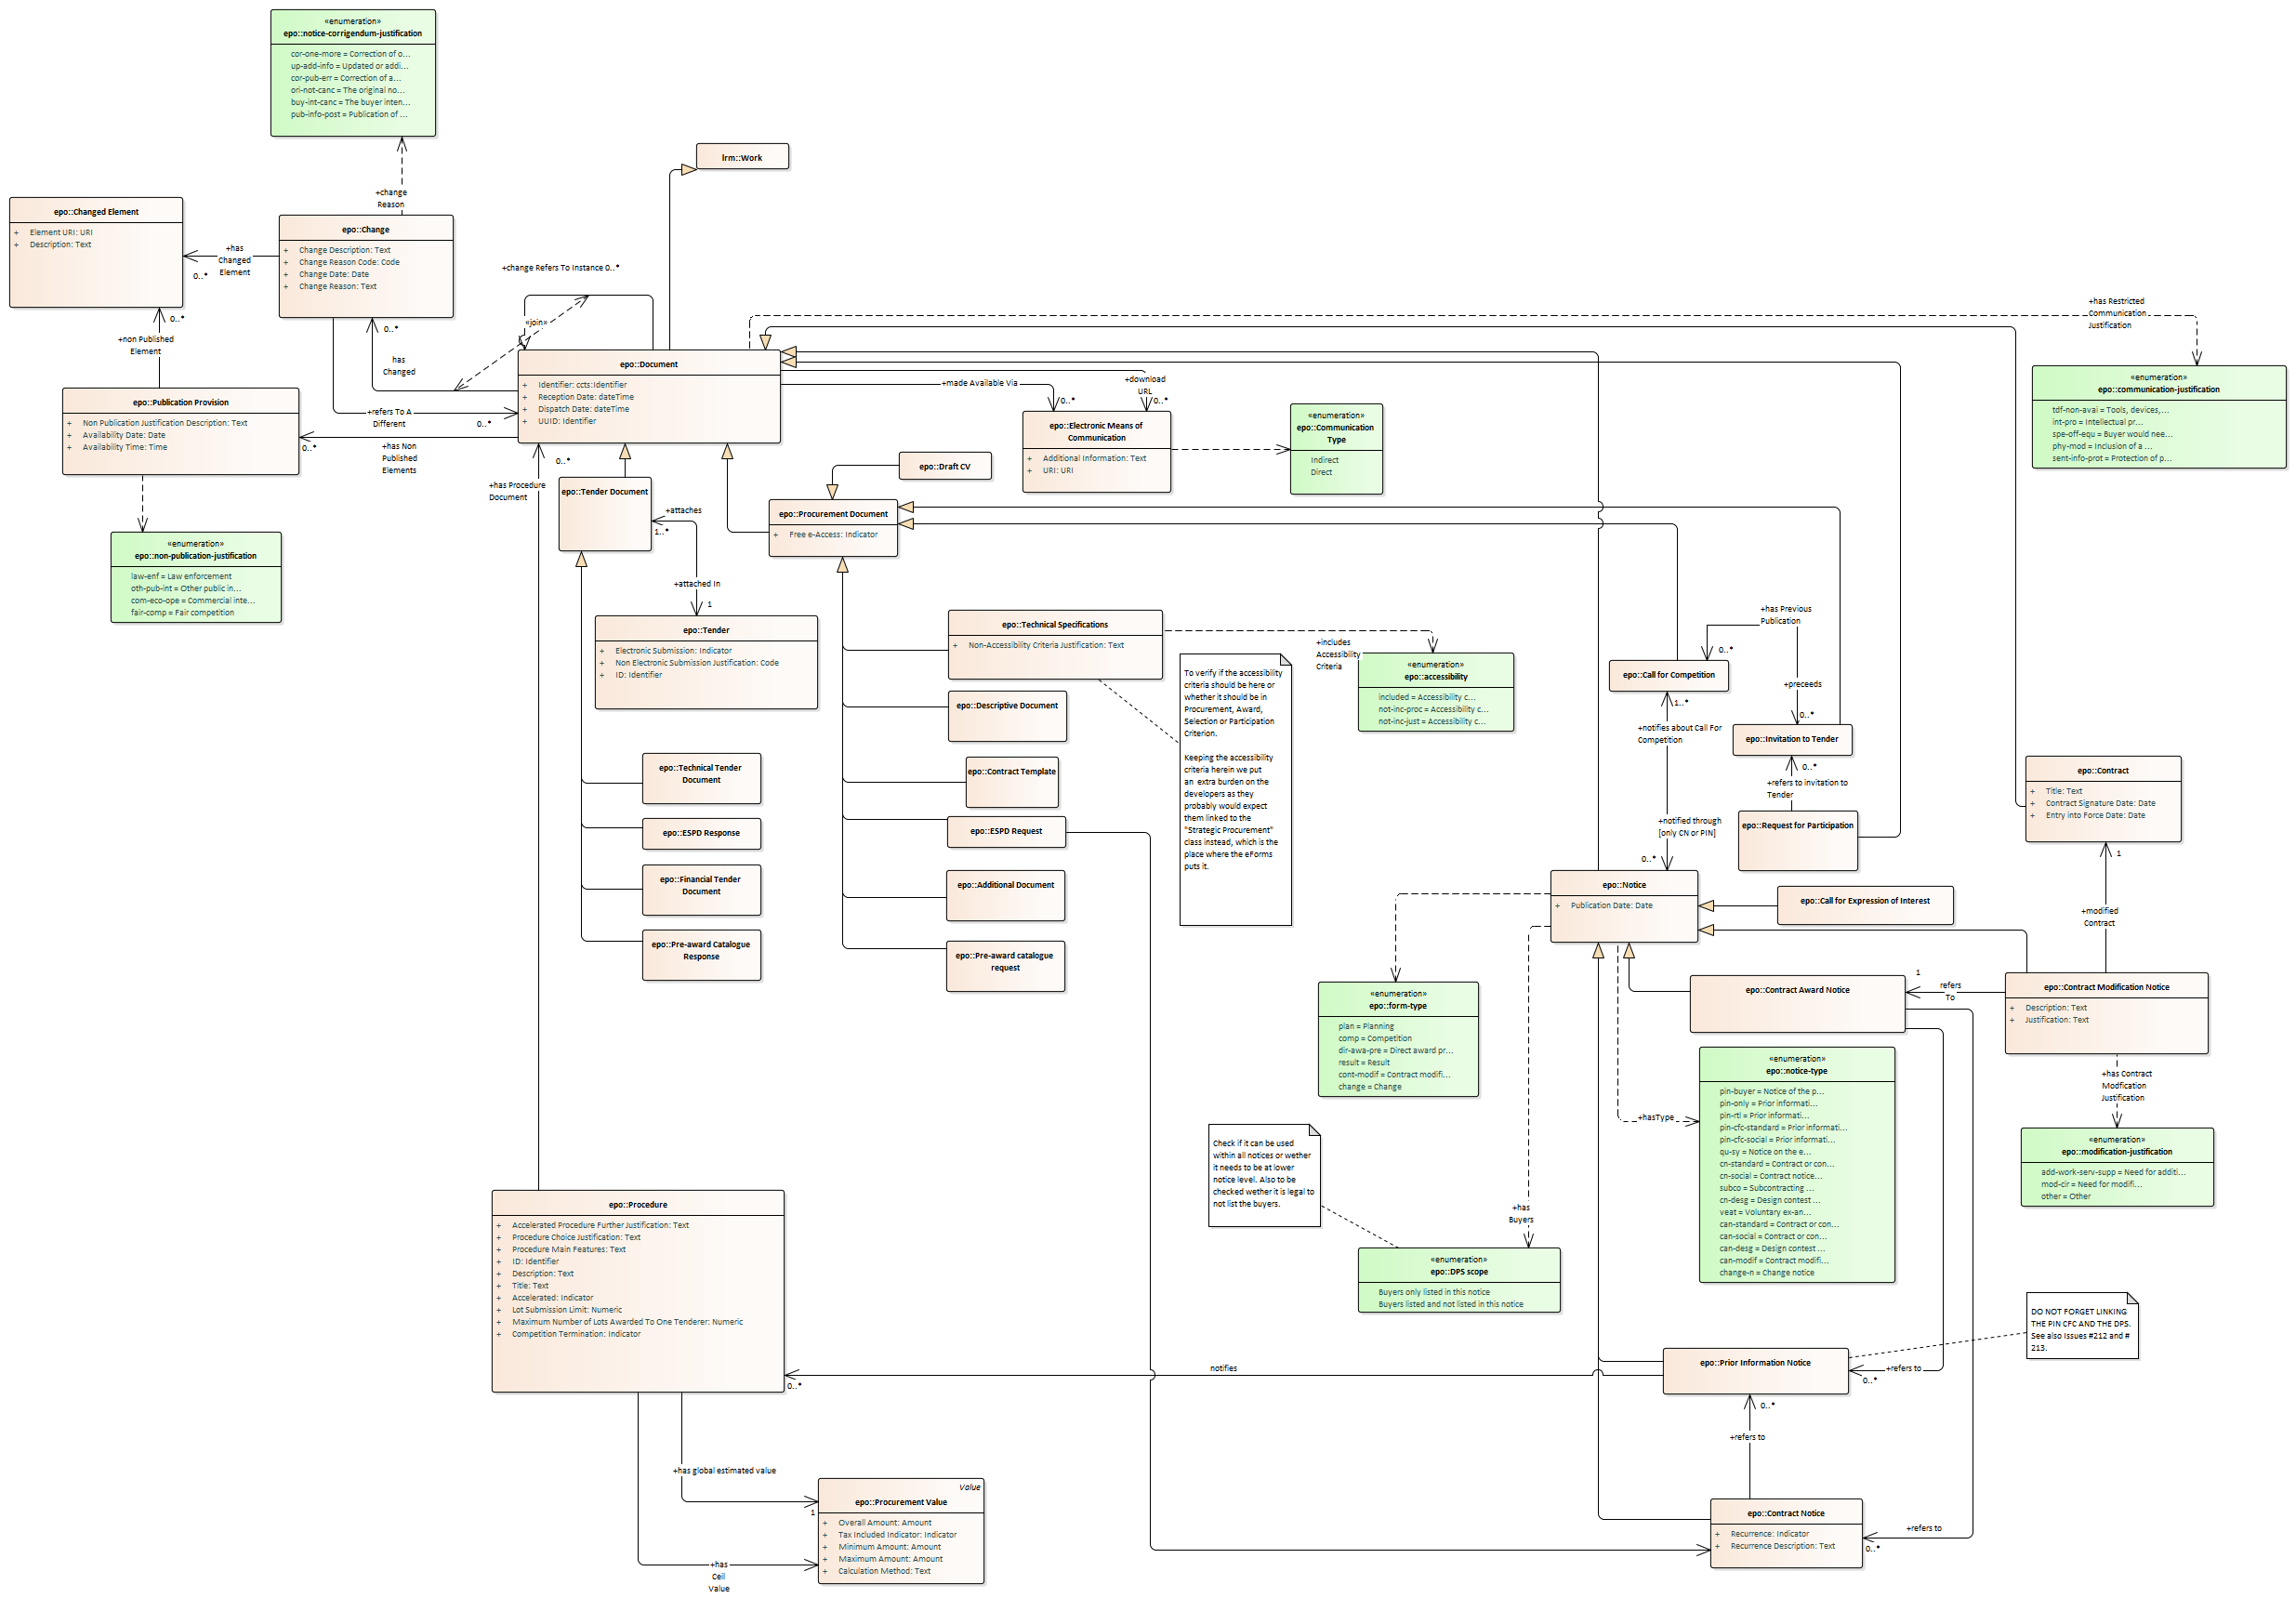 «enumeration»
epo::notice-corrigendum-justification
cor-one-more = Correction of o...
up-add-info = Updated or addi...
cor-pub-err = Correction of a...
ori-not-canc = The original no...
buy-int-canc = The buyer inten...
pub-info-post = Publication of ...
+change
Reason
lrm::Work
epo::Changed Element
+ Element URI: URI
+ Description: Text
+has
Changed
Element
0..*
epo::Change
+ Change Description: Text
+ Change Reason Code: Code
+ Change Date: Date
+ Change Reason: Text
+change Refers To Instance 0..*
«join»
0..*
+non Published
Element
0..*
has
Changed
+refers To A
Different
0..*
epo::Publication Provision
+ Non Publication Justification Description: Text
+ Availability Date: Date
+ Availability Time: Time
+has Non
Published
Elements
0..*
«enumeration»
epo::non-publication-justification
law-enf = Law enforcement
oth-pub-int = Other public in...
com-eco-ope = Commercial inte...
fair-comp = Fair competition
epo::Document
+ Identifier: ccts:Identifier
+ Reception Date: dateTime
+ Dispatch Date: dateTime
+ UUID: Identifier
+made Available Via
0..*
+download
URL
0..*
epo::Electronic Means of
Communication
+ Additional Information: Text
+ URI: URI
«enumeration»
epo::Communication
Type
Indirect
Direct
+has Restricted
Communication
Justification
«enumeration»
epo::communication-justification
tdf-non-avai = Tools, devices,...
int-pro = Intellectual pr...
spe-off-equ = Buyer would nee...
phy-mod = Inclusion of a ...
sent-info-prot = Protection of p...
0..*
+has Procedure
Document
epo::Tender Document
+attaches
1..*
+attached In
1
epo::Draft CV
epo::Procurement Document
+ Free e-Access: Indicator
epo::Tender
+ Electronic Submission: Indicator
+ Non Electronic Submission Justification: Code
+ ID: Identifier
epo::Technical Tender
Document
epo::ESPD Response
epo::Financial Tender
Document
epo::Pre-award Catalogue
Response
epo::Technical Specifications
+ Non-Accessibility Criteria Justification: Text
epo::Descriptive Document
epo::Contract Template
epo::ESPD Request
epo::Additional Document
epo::Pre-award catalogue
request
To verify if the accessibility
criteria should be here or
whether it should be in
Procurement, Award,
Selection or Participation
Criterion.
Keeping the accessibility
criteria herein we put
an extra burden on the
developers as they
probably would expect
them linked to the
"Strategic Procurement"
class instead, which is the
place where the eForms
puts it.
+includes
Accessibility
Criteria
«enumeration»
epo::accessibility
included = Accessibility c...
not-inc-proc = Accessibility c...
not-inc-just = Accessibility c...
+has Previous
Publication
0..*
epo::Call for Competition
+preceeds
0..*
1..*
+notifies about Call For
Competition
epo::Invitation to Tender
0..*
+refers to invitation to
Tender
epo::Request for Participation
+notified through
[only CN or PIN]
0..*
epo::Contract
+ Title: Text
+ Contract Signature Date: Date
+ Entry into Force Date: Date
1
+modified
Contract
epo::Notice
+ Publication Date: Date
epo::Call for Expression of Interest
«enumeration»
epo::form-type
plan = Planning
comp = Competition
dir-awa-pre = Direct award pr...
result = Result
cont-modif = Contract modifi...
change = Change
epo::Contract Award Notice
1
refers
To
epo::Contract Modification Notice
+ Description: Text
+ Justification: Text
+has Contract
Modfication
Justification
«enumeration»
epo::modification-justification
add-work-serv-supp = Need for additi...
mod-cir = Need for modifi...
other = Other
+hasType
«enumeration»
epo::notice-type
pin-buyer = Notice of the p...
pin-only = Prior informati...
pin-rtl = Prior informati...
pin-cfc-standard = Prior informati...
pin-cfc-social = Prior informati...
qu-sy = Notice on the e...
cn-standard = Contract or con...
cn-social = Contract notice...
subco = Subcontracting ...
cn-desg = Design contest ...
veat = Voluntary ex-an...
can-standard = Contract or con...
can-social = Contract or con...
can-desg = Design contest ...
can-modif = Contract modifi...
change-n = Change notice
Check if it can be used
within all notices or wether
it needs to be at lower
notice level. Also to be
checked wether it is legal to
not list the buyers.
+has
Buyers
«enumeration»
epo::DPS scope
Buyers only listed in this notice
Buyers listed and not listed in this notice
epo::Procedure
+ Accelerated Procedure Further Justification: Text
+ Procedure Choice Justification: Text
+ Procedure Main Features: Text
+ ID: Identifier
+ Description: Text
+ Title: Text
+ Accelerated: Indicator
+ Lot Submission Limit: Numeric
+ Maximum Number of Lots Awarded To One Tenderer: Numeric
+ Competition Termination: Indicator
notifies
0..*
epo::Prior Information Notice
+refers to
0..*
DO NOT FORGET LINKING
THE PIN CFC AND THE DPS.
See also Issues #212 and #
213.
0..*
+refers to
+has global estimated value
1
+has
Ceil
Value
Value
epo::Procurement Value
+ Overall Amount: Amount
+ Tax Included Indicator: Indicator
+ Minimum Amount: Amount
+ Maximum Amount: Amount
+ Calculation Method: Text
epo::Contract Notice
+ Recurrence: Indicator
+ Recurrence Description: Text
+refers to
0..*